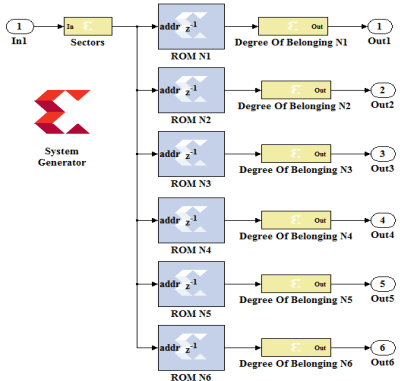 1
In1
In
Sectors
System
Generator
addr z-1
ROM N1
Out
Degree Of Belonging N1
1
Out1
addr z-1
ROM N2
Out
Degree Of Belonging N2
2
Out2
addr z-1
ROM N3
Out
Degree Of Belonging N3
3
Out3
addr z-1
ROM N4
Out
Degree Of Belonging N4
4
Out4
addr z-1
ROM N5
Out
Degree Of Belonging N5
5
Out5
addr z-1
ROM N6
Out
Degree Of Belonging N6
6
Out6